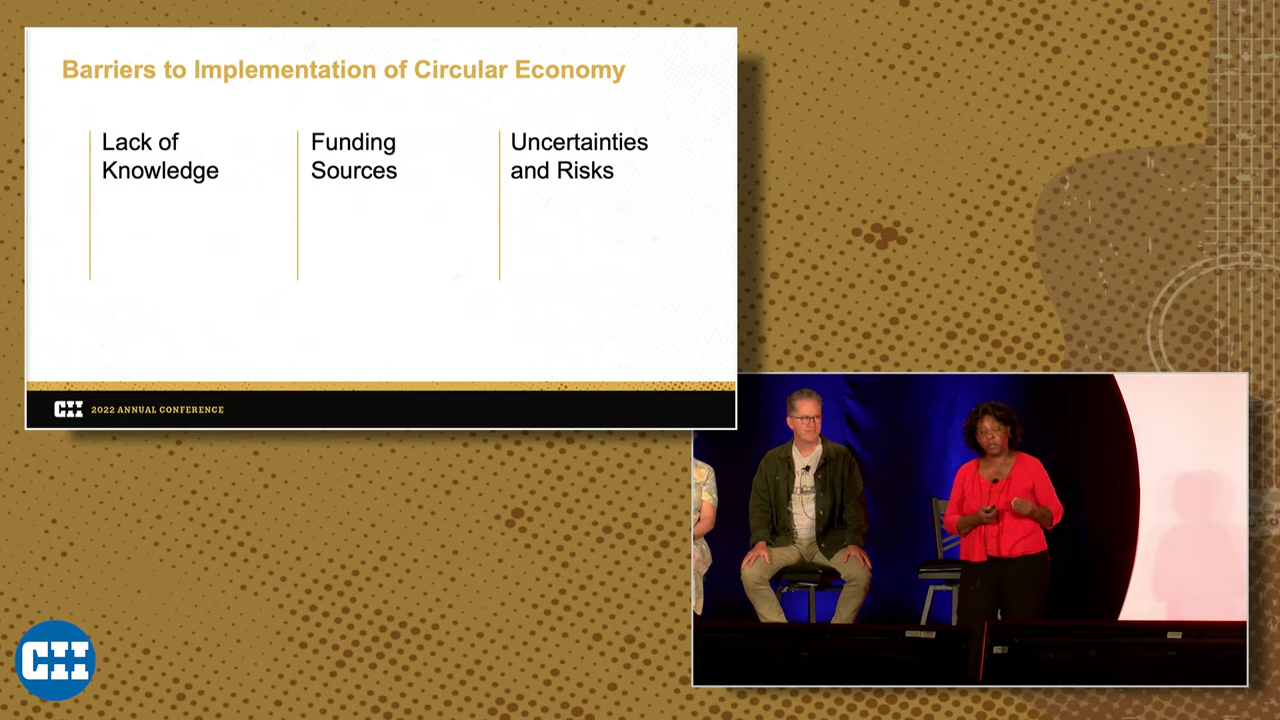 Barriers to Implementation of Circular Economy
Lack of
Knowledge
Funding
Sources
Uncertainties
and Risks
CII 2022 ANNUAL CONFERENCE
CII